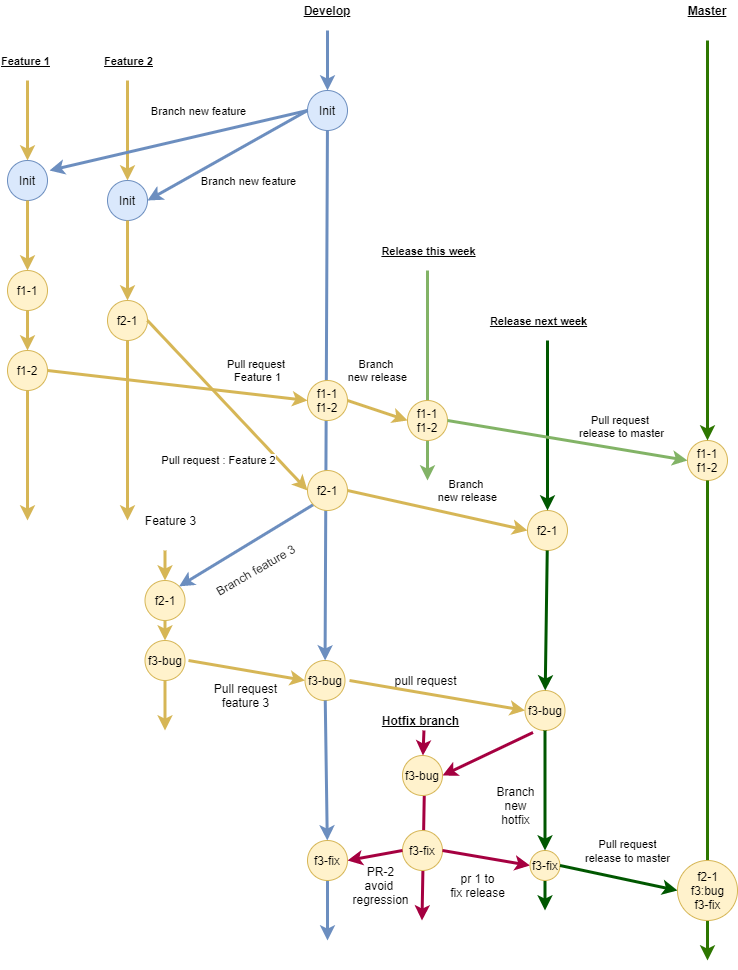 Develop
Master
Feature 1
Feature 2
Init
Branch new feature
Init
Branch new feature
Init
Release this week
f1-1
f2-1
Release next week
f1-2
Pull request
Feature 1
Branch
new release
f1-1
f1-2
f1-1
f1-2
Pull request
release to master
f1-1
f1-2
Pull request : Feature 2
f2-1
Branch
new release
Feature 3
f2-1
Branch feature 3
f2-1
f3-bug
Pull request
feature 3
f3-bug
pull request
f3-bug
Hotfix branch
f3-bug
Branch
new
hotfix
f3-fix
f3-fix
PR-2
avoid
regression
pr 1 to
fix release
f3-fix
Pull request
release to master
f2-1
f3:bug
f3-fix